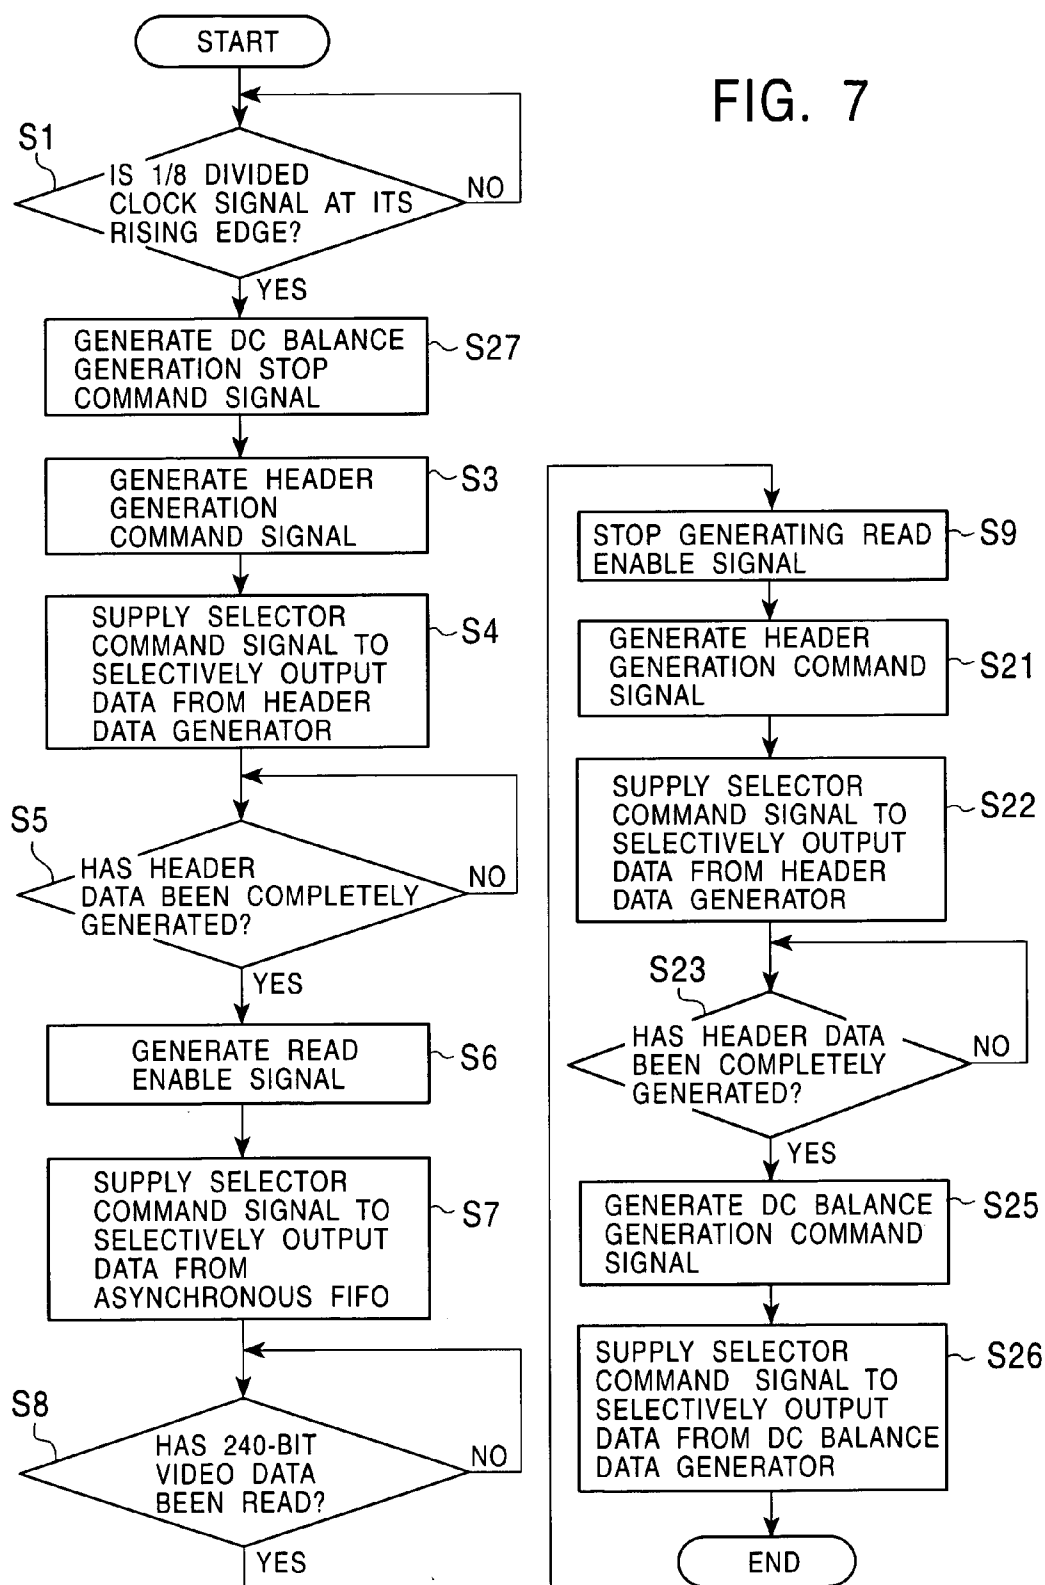 START
FIG. 7
S1
IS 1/8 DIVIDED
CLOCK SIGNAL AT ITS
RISING EDGE?
NO
YES
GENERATE DC BALANCE
GENERATION STOP
COMMAND SIGNAL
S27
GENERATE HEADER
GENERATION
COMMAND SIGNAL
S3
SUPPLY SELECTOR
COMMAND SIGNAL TO
SELECTIVELY OUTPUT
DATA FROM HEADER
DATA GENERATOR
S4
S5
HAS HEADER
DATA BEEN COMPLETELY
GENERATED?
NO
YES
GENERATE READ
ENABLE SIGNAL
S6
SUPPLY SELECTOR
COMMAND SIGNAL TO
SELECTIVELY OUTPUT
DATA FROM
ASYNCHRONOUS FIFO
S7
S8
HAS 240-BIT
VIDEO DATA
BEEN READ?
NO
YES
STOP GENERATING READ
ENABLE SIGNAL
S9
GENERATE HEADER
GENERATION COMMAND
SIGNAL
S21
SUPPLY SELECTOR
COMMAND SIGNAL TO
SELECTIVELY OUTPUT
DATA FROM HEADER
DATA GENERATOR
S22
S23
HAS HEADER DATA
BEEN COMPLETELY
GENERATED?
NO
YES
GENERATE DC BALANCE
GENERATION COMMAND
SIGNAL
S25
SUPPLY SELECTOR
COMMAND SIGNAL TO
SELECTIVELY OUTPUT
DATA FROM DC BALANCE
DATA GENERATOR
S26
END